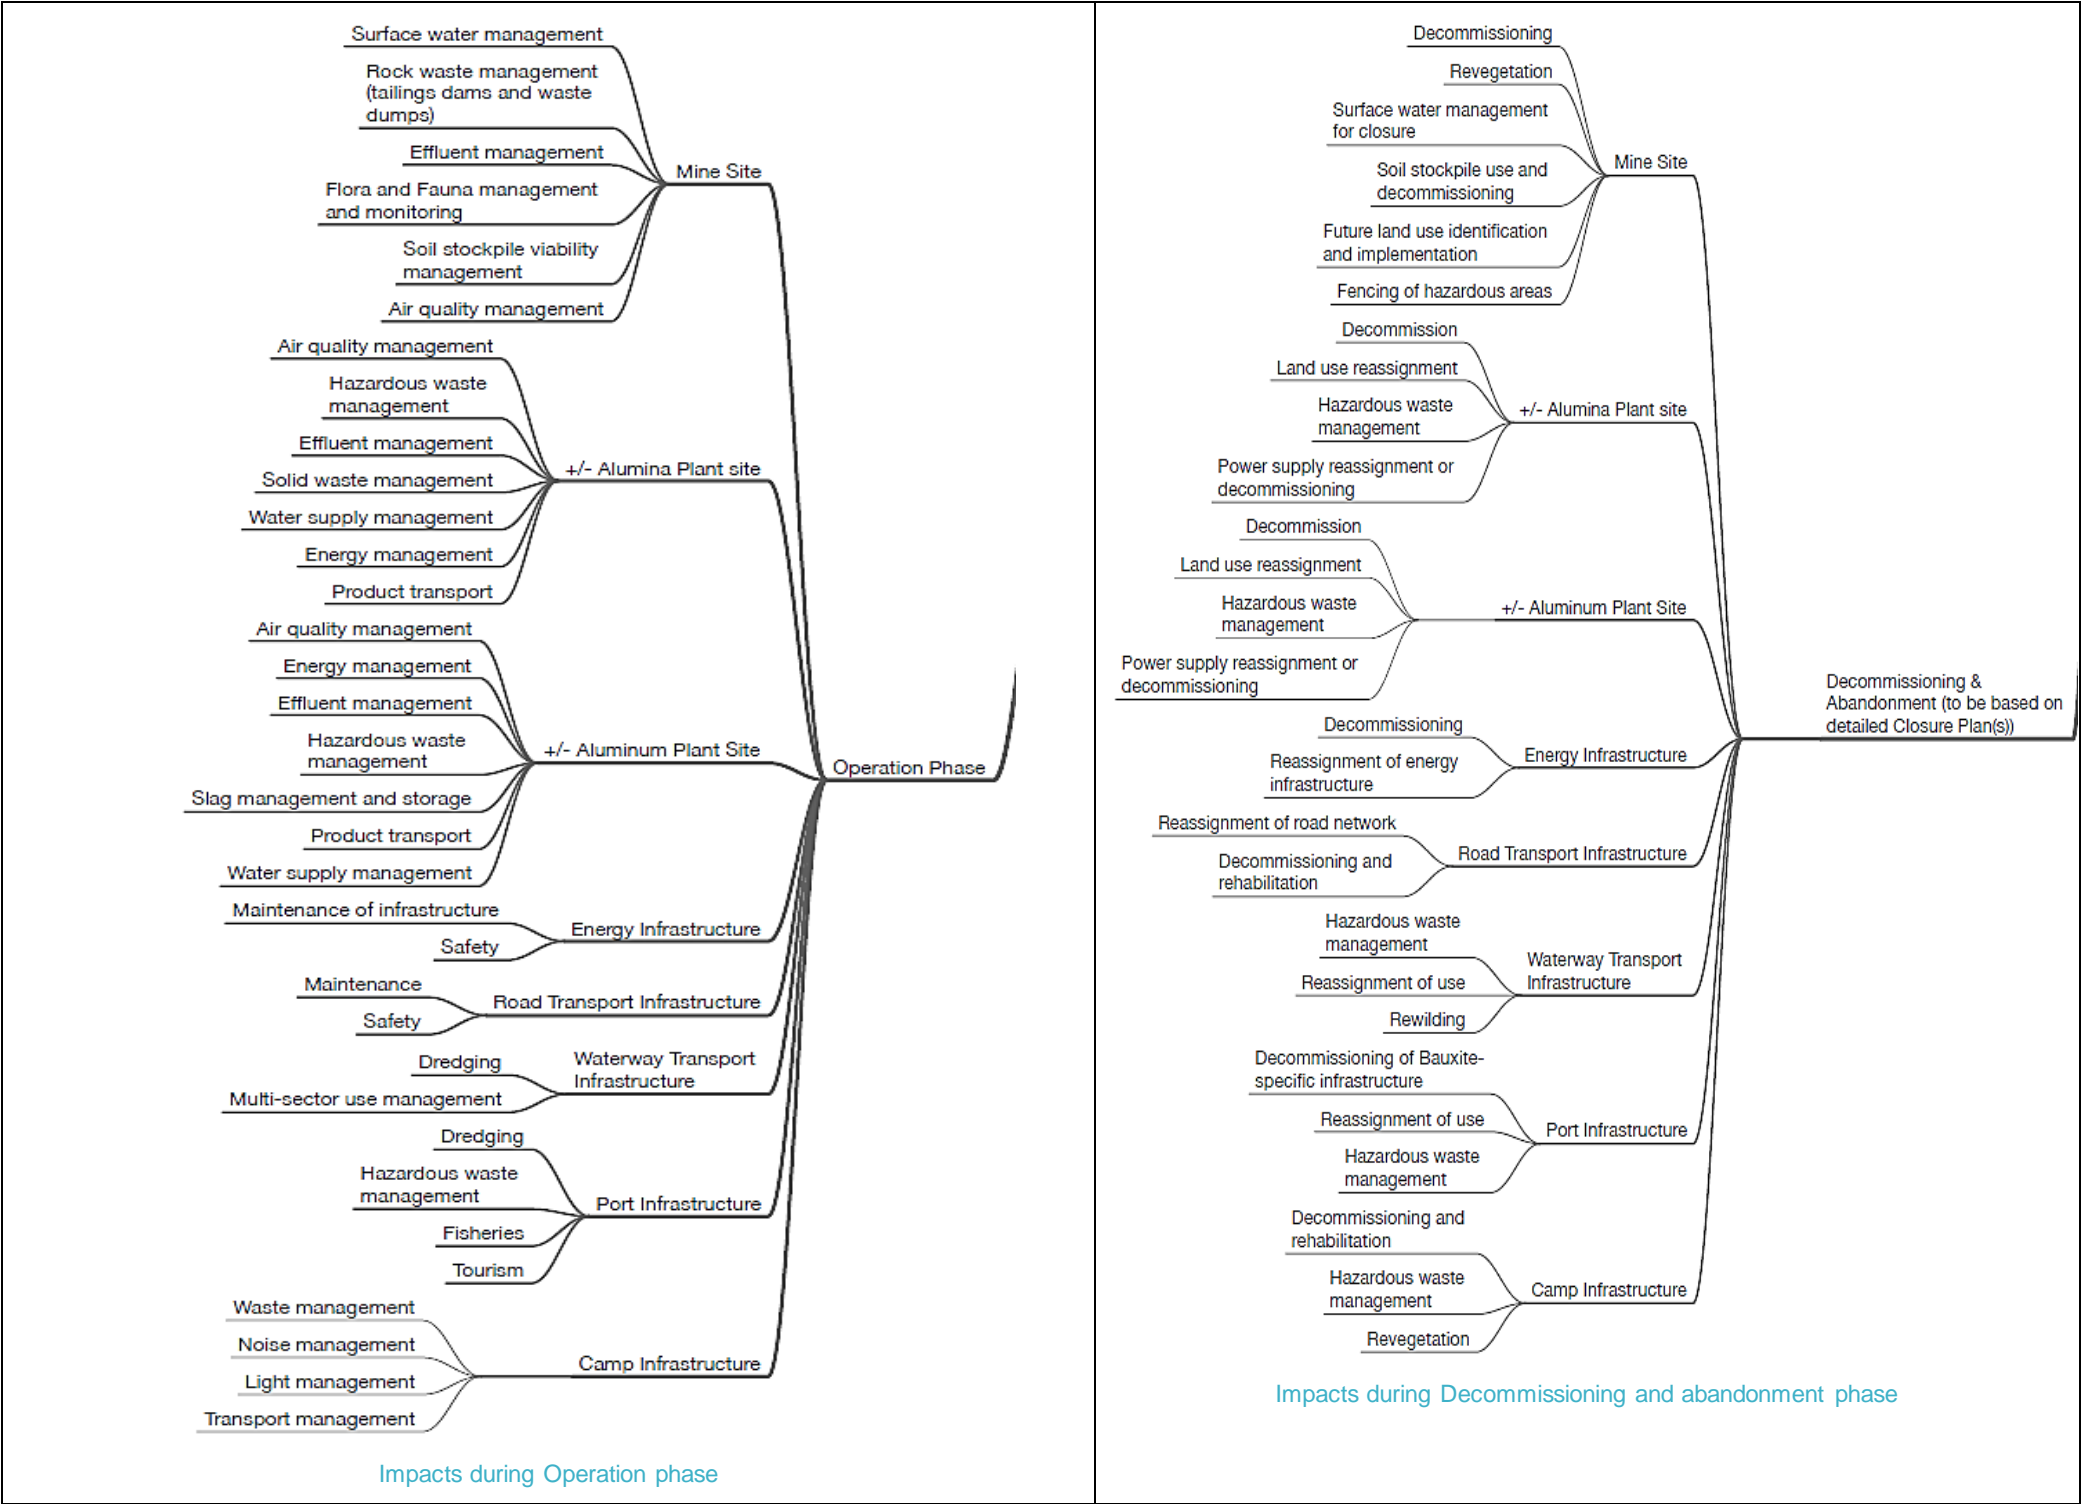 Surface water management
Rock waste management
(tailings dams and waste
dumps)
Effluent management
Flora and Fauna management
and monitoring
Soil stockpile viability
management
Air quality management
Mine Site
Air quality management
Hazardous waste
management
Effluent management
Solid waste management
Water supply management
Energy management
Product transport
+/- Alumina Plant site
Air quality management
Energy management
Effluent management
Hazardous waste
management
Slag management and storage
Product transport
Water supply management
+/- Aluminum Plant Site
Maintenance of infrastructure
Safety
Energy Infrastructure
Maintenance
Safety
Road Transport Infrastructure
Dredging
Multi-sector use management
Waterway Transport
Infrastructure
Dredging
Hazardous waste
management
Fisheries
Tourism
Port Infrastructure
Waste management
Noise management
Light management
Transport management
Camp Infrastructure
Operation Phase
Impacts during Operation phase
Decommissioning
Revegetation
Surface water management
for closure
Soil stockpile use and
decommissioning
Future land use identification
and implementation
Fencing of hazardous areas
Mine Site
Decommission
Land use reassignment
Hazardous waste
management
Power supply reassignment or
decommissioning
+/- Alumina Plant site
Decommission
Land use reassignment
Hazardous waste
management
Power supply reassignment or
decommissioning
+/- Aluminum Plant Site
Decommissioning
Reassignment of energy
infrastructure
Energy Infrastructure
Reassignment of road network
Decommissioning and
rehabilitation
Road Transport Infrastructure
Hazardous waste
management
Reassignment of use
Rewilding
Waterway Transport
Infrastructure
Decommissioning of Bauxite-
specific infrastructure
Reassignment of use
Hazardous waste
management
Port Infrastructure
Decommissioning and
rehabilitation
Hazardous waste
management
Revegetation
Camp Infrastructure
Decommissioning &
Abandonment (to be based on
detailed Closure Plan(s))
Impacts during Decommissioning and abandonment phase